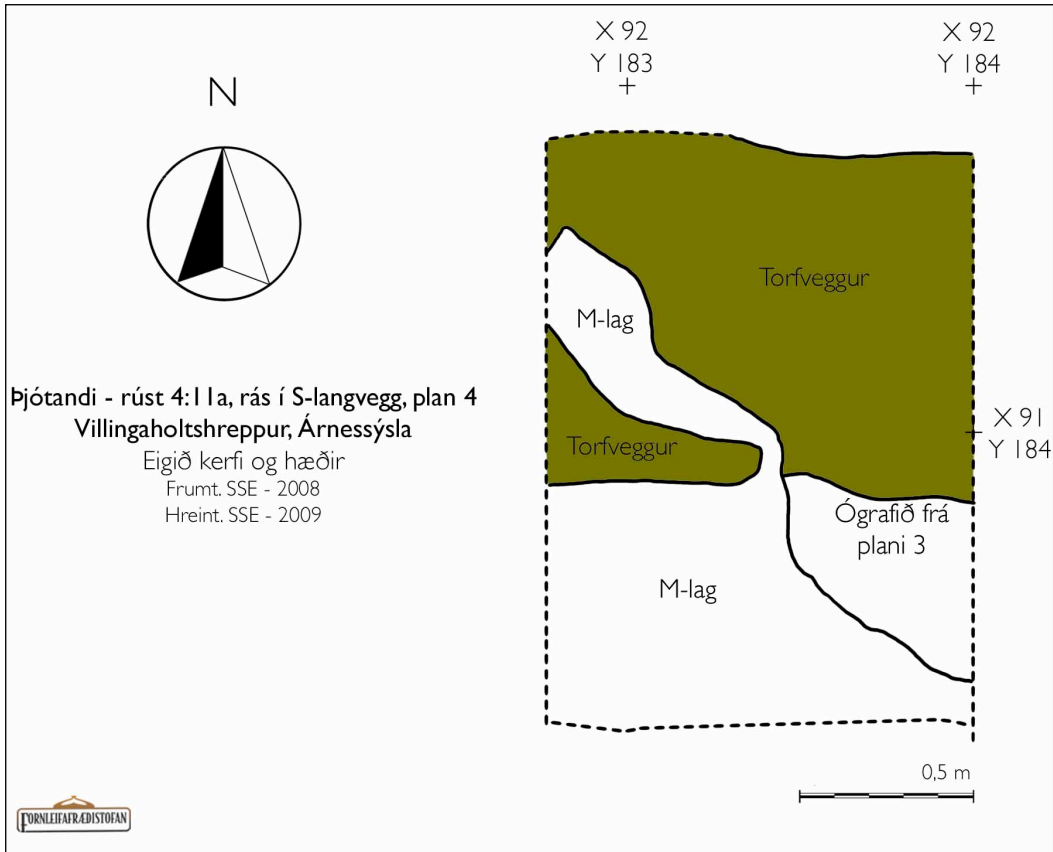 X 92
Y 183
X 92
Y 184
N
Torfveggur
M-lag
Þjótandi - rúst 4:11a, rás í S-langvegg, plan 4
Villingaholtshreppur, Árnessýsla
Eigið kerfi og hæðir
Frumt. SSE - 2008
Hreint. SSE - 2009
X 91
Y 184
Torfveggur
Ógrafið frá
plani 3
M-lag
0,5 m
FORNLEIFAFRÆÐISTOFAN